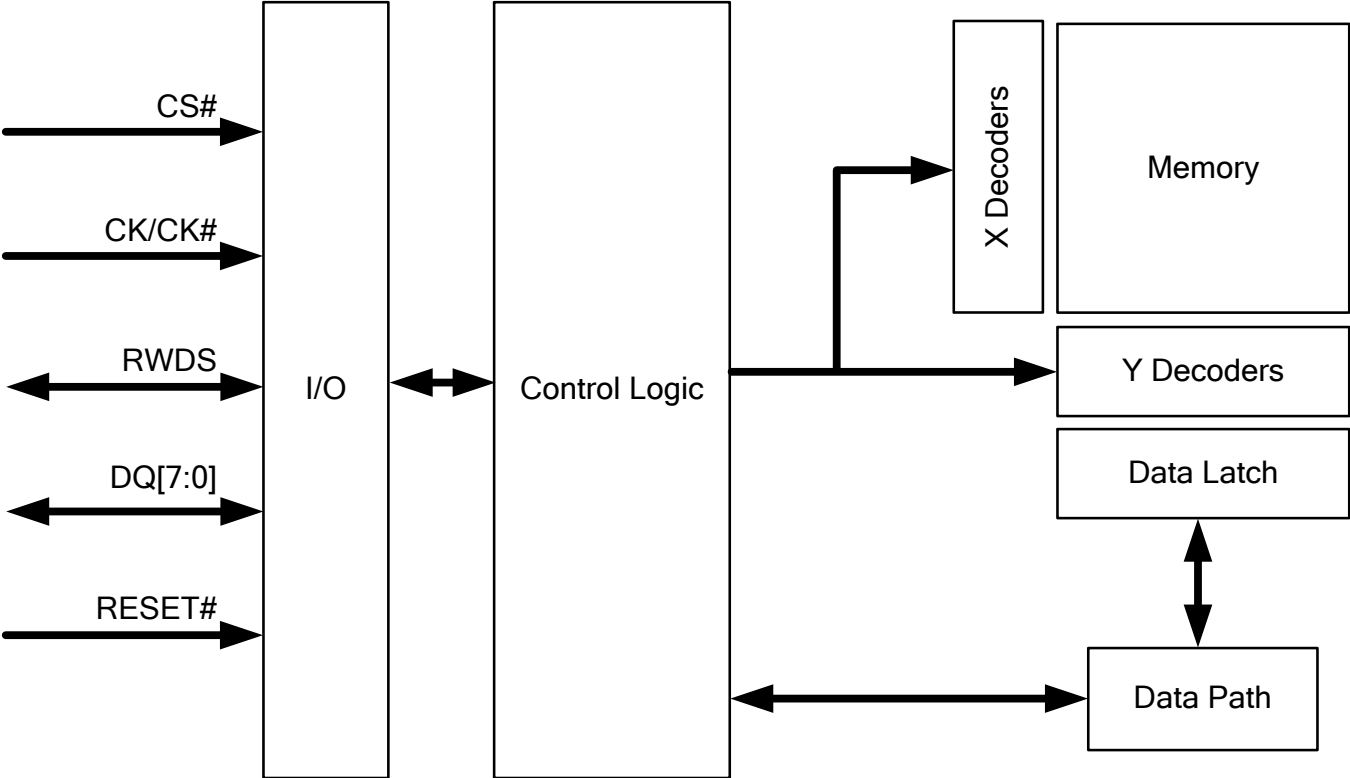 CS#
CK/CK#
RWDS
DQ[7:0]
RESET#
I/O
Control Logic
X Decoders
Memory
Y Decoders
Data Latch
Data Path